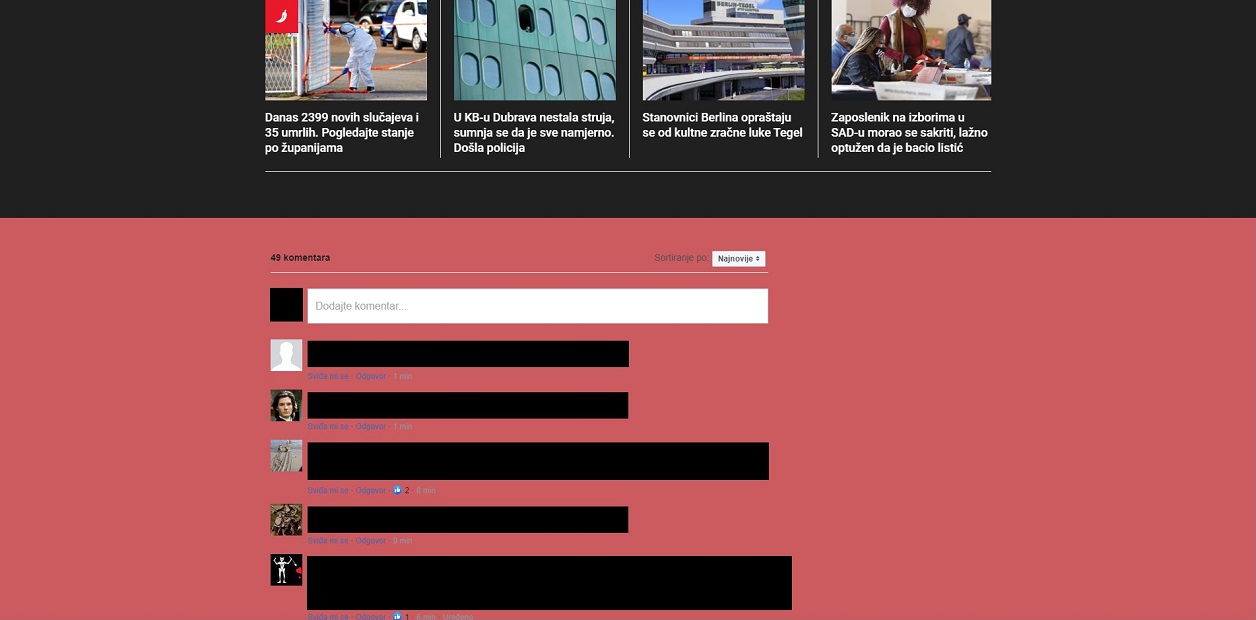 BERLIN-TEGEL
Danas 2399 novih slučajeva i
35 umrlih. Pogledajte stanje
po županijama
U KB-u Dubrava nestala struja,
sumnja se da je sve namjerno.
Došla policija
Stanovnici Berlina opraštaju
se od kultne zračne luke Tegel
Zaposlenik na izborima u
SAD-u morao se sakriti, lažno
optužen da je bacio listić
49 komentara
Sortiranje po: Najnovije
Dodajte komentar...
Sviđa mi se · Odgovor · 1 min
Sviđa mi se · Odgovor · 1 min
Sviđa mi se · Odgovor · 2 · min
Sviđa mi se · Odgovor · 9 min
Sviđa mi se · Odgovor · 1 · min